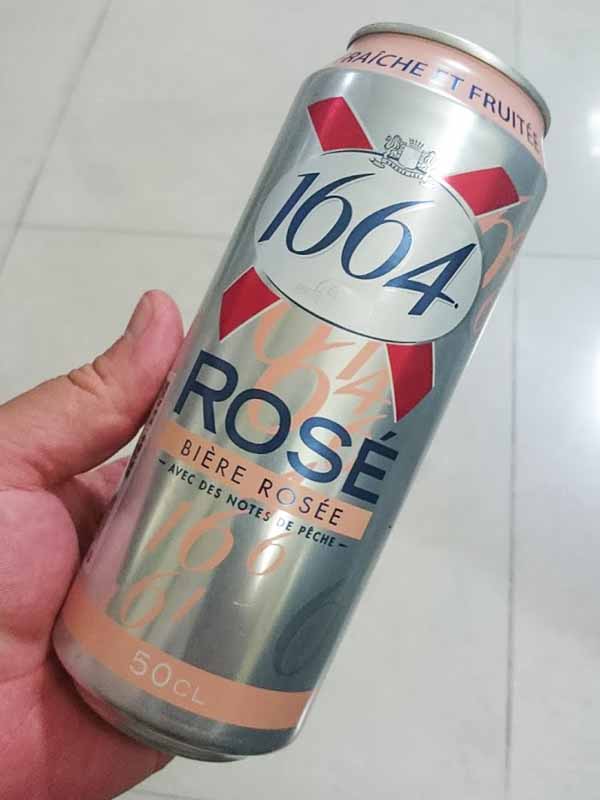 FRAÎCHE ET FRUITÉE
1664.
ROSÉ
BIÈRE ROSÉE
— AVEC DES NOTES DE PÊCHE —
50CL